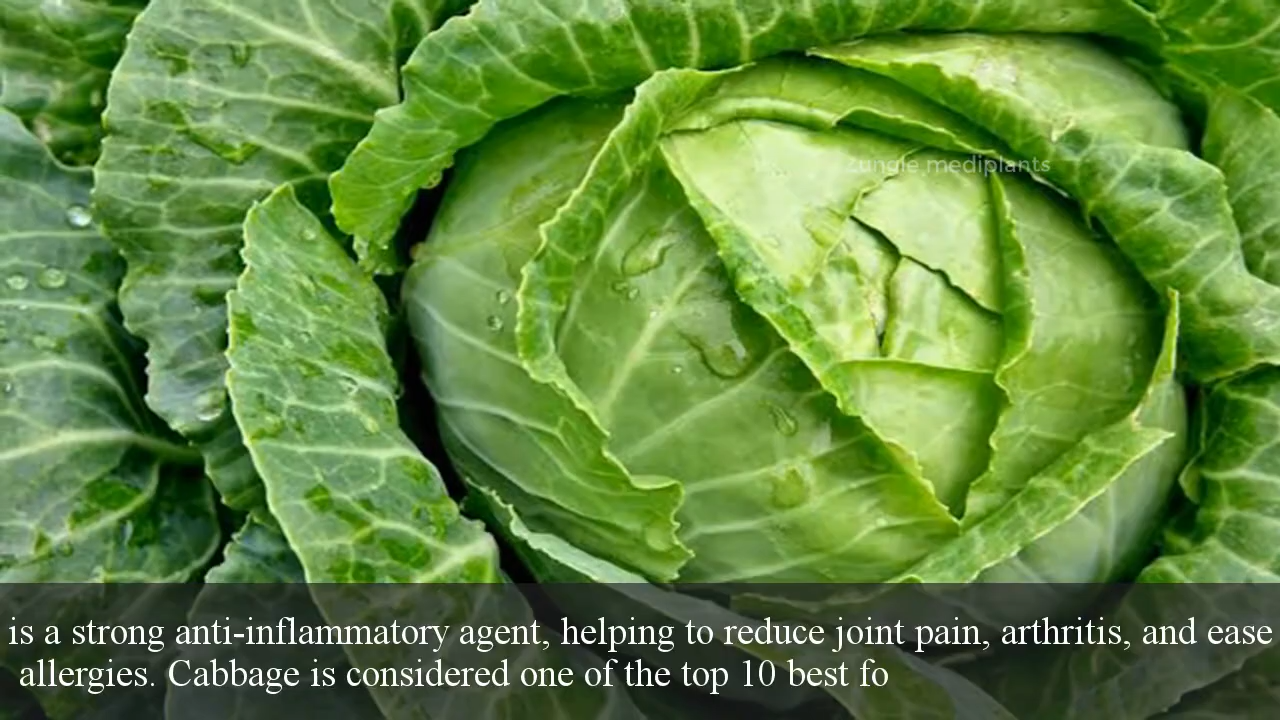 zungle mediplants
is a strong anti-inflammatory agent, helping to reduce joint pain, arthritis, and ease
allergies. Cabbage is considered one of the top 10 best fo